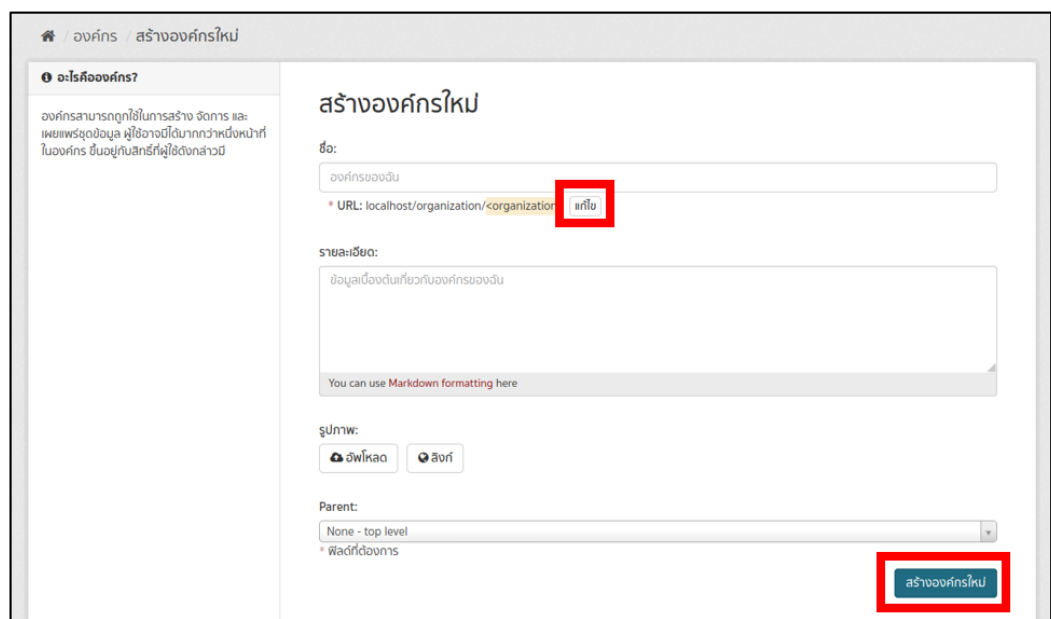 / องค์กร / สร้างองค์กรใหม่
อะไรคือองค์กร?
องค์กรสามารถถูกใช้ในการสร้าง จัดการ และ
เผยแพร่ชุดข้อมูล ผู้ใช้อาจมีได้มากกว่าหนึ่งหน้าที่
ในองค์กร ขึ้นอยู่กับสิทธิ์ที่ผู้ใช้ดังกล่าวมี
สร้างองค์กรใหม่
ชื่อ:
องค์กรของฉัน
* URL: localhost/organization/<organization แก้ไข
รายละเอียด:
ข้อมูลเบื้องต้นเกี่ยวกับองค์กรของฉัน
You can use Markdown formatting here
รูปภาพ:
อัพโหลด ลิงก์
Parent:
None - top level
* ฟิลด์ที่ต้องการ
สร้างองค์กรใหม่